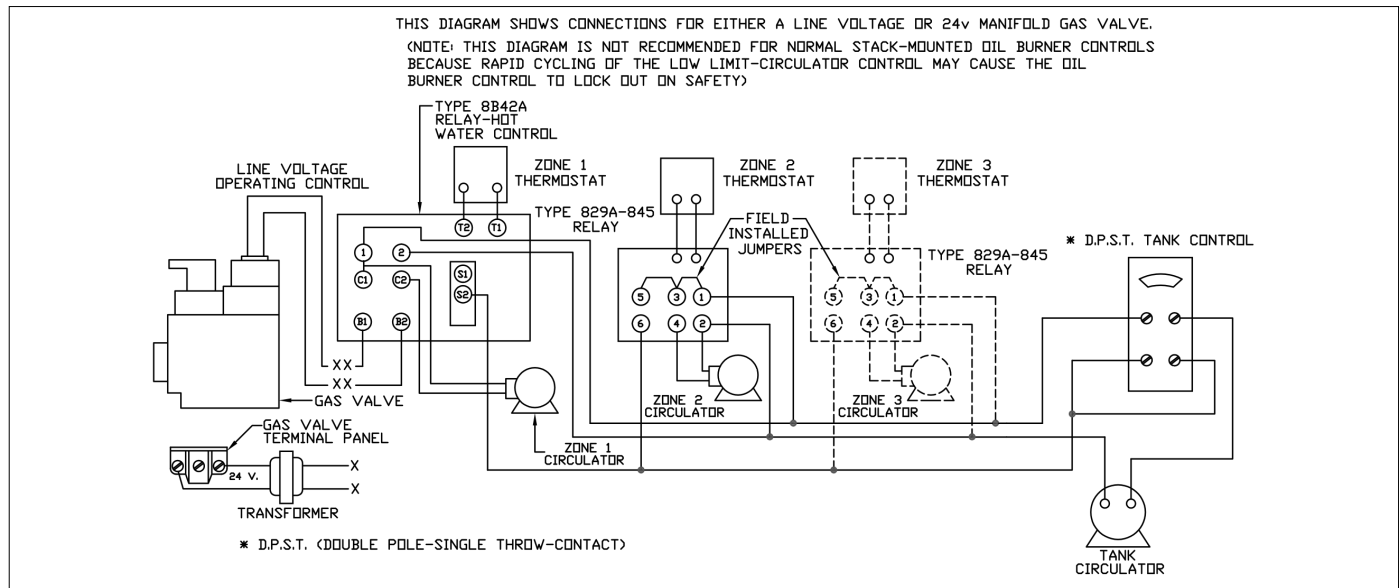 THIS DIAGRAM SHOWS CONNECTIONS FOR EITHER A LINE VOLTAGE OR 24v MANIFOLD GAS VALVE.
(NOTE: THIS DIAGRAM IS NOT RECOMMENDED FOR NORMAL STACK-MOUNTED OIL BURNER CONTROLS
BECAUSE RAPID CYCLING OF THE LOW LIMIT-CIRCULATOR CONTROL MAY CAUSE THE OIL
BURNER CONTROL TO LOCK OUT ON SAFETY)
TYPE 8B42A
RELAY-HOT
WATER CONTROL
LINE VOLTAGE
OPERATING CONTROL
ZONE 1
THERMOSTAT
ZONE 2
THERMOSTAT
ZONE 3
THERMOSTAT
TYPE 829A-845
RELAY
FIELD
INSTALLED
JUMPERS
TYPE 829A-845
RELAY
* D.P.S.T. TANK CONTROL
T2 T1
1 2
C1 C2
S1
S2
B1 B2
5 3 1
6 4 2
5 3 1
6 4 2
XX
XX
GAS VALVE
ZONE 1
CIRCULATOR
ZONE 2
CIRCULATOR
ZONE 3
CIRCULATOR
GAS VALVE
TERMINAL PANEL
24 V.
X
X
TRANSFORMER
TANK
CIRCULATOR
* D.P.S.T. (DOUBLE POLE-SINGLE THROW-CONTACT)